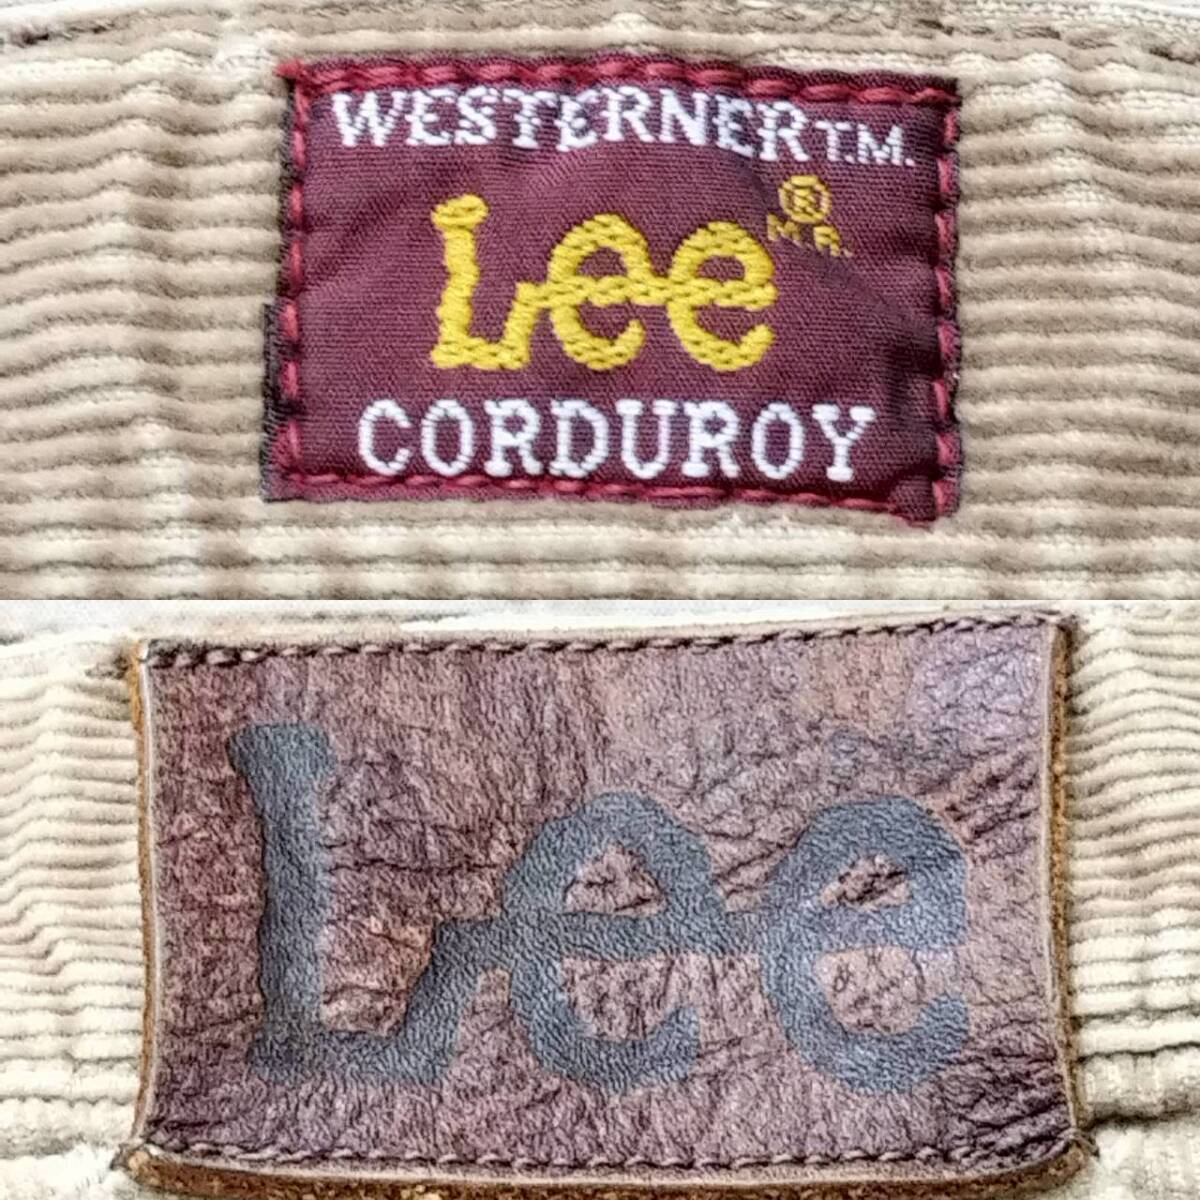 WESTERNER T.M.
Lee ®
M.R.
CORDUROY
Lee